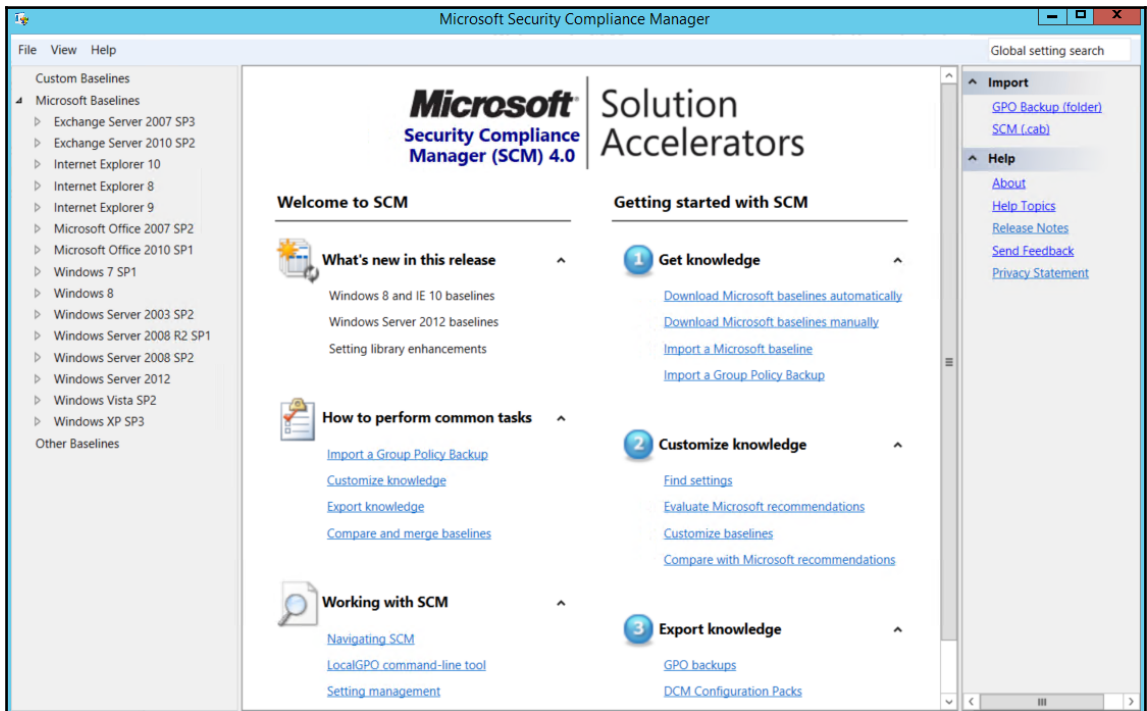 Microsoft Security Compliance Manager
File View Help
Global setting search
Custom Baselines
Microsoft Baselines
Exchange Server 2007 SP3
Exchange Server 2010 SP2
Internet Explorer 10
Internet Explorer 8
Internet Explorer 9
Microsoft Office 2007 SP2
Microsoft Office 2010 SP1
Windows 7 SP1
Windows 8
Windows Server 2003 SP2
Windows Server 2008 R2 SP1
Windows Server 2008 SP2
Windows Server 2012
Windows Vista SP2
Windows XP SP3
Other Baselines
Microsoft
Security Compliance
Manager (SCM) 4.0
Solution
Accelerators
Welcome to SCM
What's new in this release
Windows 8 and IE 10 baselines
Windows Server 2012 baselines
Setting library enhancements
How to perform common tasks
Import a Group Policy Backup
Customize knowledge
Export knowledge
Compare and merge baselines
Working with SCM
Navigating SCM
LocalGPO command-line tool
Setting management
Getting started with SCM
1 Get knowledge
Download Microsoft baselines automatically
Download Microsoft baselines manually
Import a Microsoft baseline
Import a Group Policy Backup
2 Customize knowledge
Find settings
Evaluate Microsoft recommendations
Customize baselines
Compare with Microsoft recommendations
3 Export knowledge
GPO backups
DCM Configuration Packs
Import
GPO Backup (folder)
SCM (.cab)
Help
About
Help Topics
Release Notes
Send Feedback
Privacy Statement